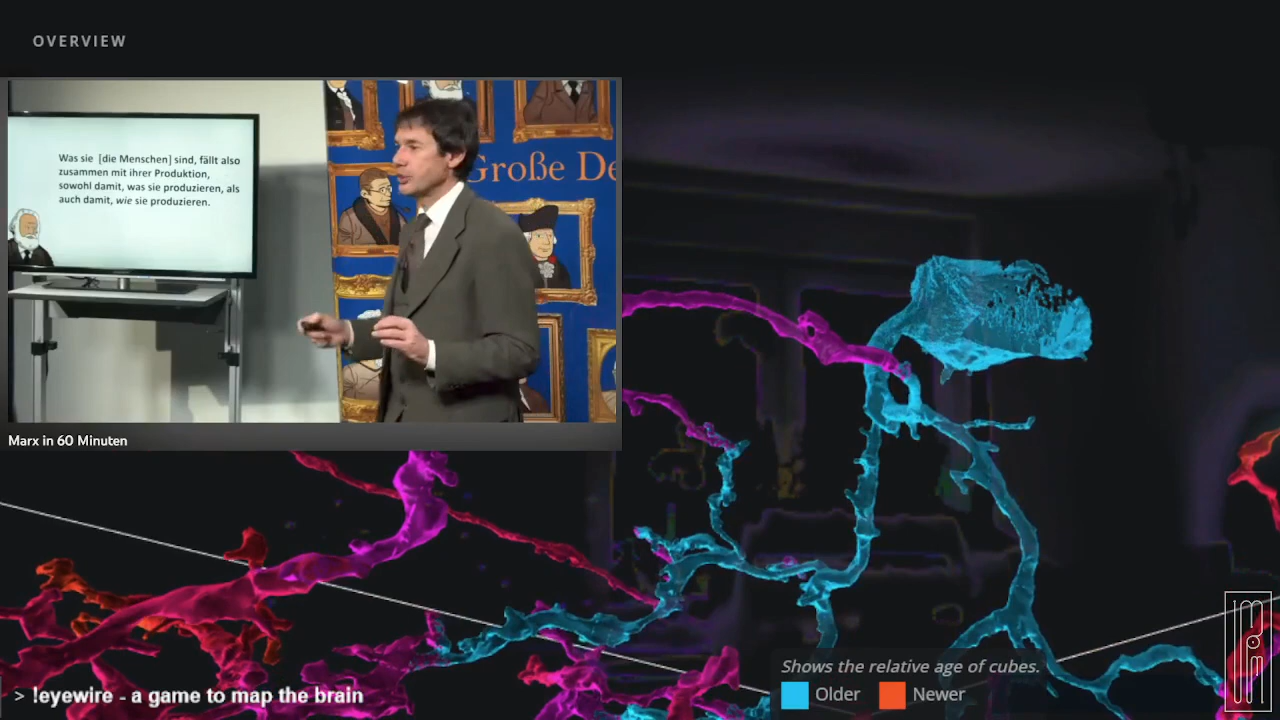 OVERVIEW
Was sie [die Menschen] sind, fällt also
zusammen mit ihrer Produktion,
sowohl damit, was sie produzieren, als
auch damit, wie sie produzieren.
Große De
Marx in 60 Minuten
Shows the relative age of cubes.
Older
Newer
> !eyewire - a game to map the brain